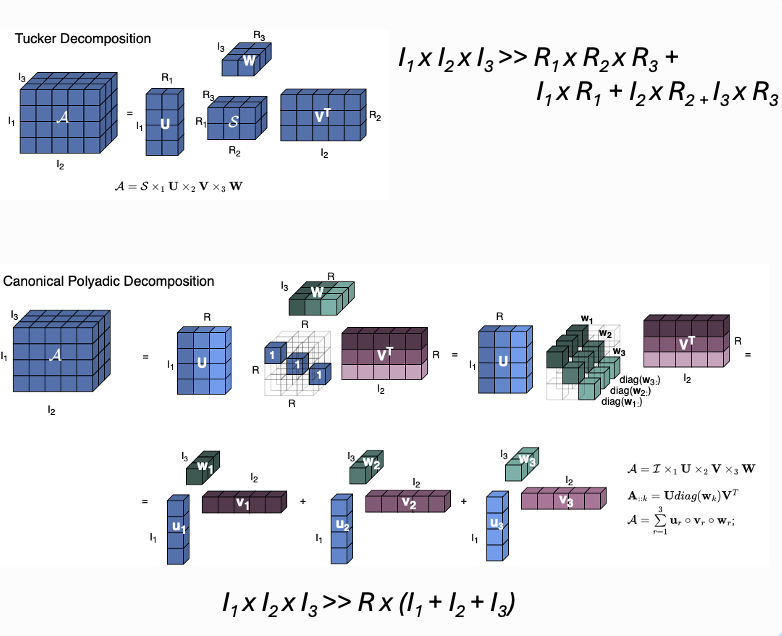 Tucker Decomposition
I₁ x I₂ x I₃ >> R₁ x R₂ x R₃ +
I₁ x R₁ + I₂ x R₂ + I₃ x R₃
I₃
R₃
W
I₃
I₁
𝒜
I₂
=
R₁
I₁
U
R₃
R₁
𝒮
R₂
Vᵀ
R₂
I₂
𝒜 = 𝒮 ×₁ U ×₂ V ×₃ W
Canonical Polyadic Decomposition
I₃
I₁
𝒜
I₂
=
R
I₁
U
I₃
R
W
R
R
1
1
1
R
Vᵀ
R
I₂
=
R
I₁
U
w₁
w₂
w₃
diag(w₃:)
diag(w₂:)
diag(w₁:)
Vᵀ
R
I₂
=
=
I₃
w₁
I₂
v₁
I₁
u₁
+
I₃
w₂
I₂
v₂
I₁
u₂
+
I₃
w₃
I₂
v₃
I₁
u₃
𝒜 = ℐ ×₁ U ×₂ V ×₃ W
A::k = Udiag(wₖ)Vᵀ
𝒜 = ∑³ᵣ₌₁ uᵣ ∘ vᵣ ∘ wᵣ;
I₁ x I₂ x I₃ >> R x (I₁ + I₂ + I₃)